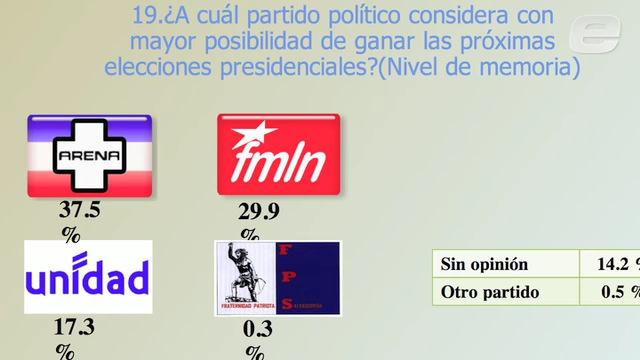 19.¿A cuál partido político considera con
mayor posibilidad de ganar las próximas
elecciones presidenciales?(Nivel de memoria)
e
ARENA
fmln
37.5
%
29.9
%
unidad
F
P
S
FRATERNIDAD PATRIOTA SALVADOREÑA
17.3
%
0.3
%
Sin opinión 14.2 %
Otro partido 0.5 %